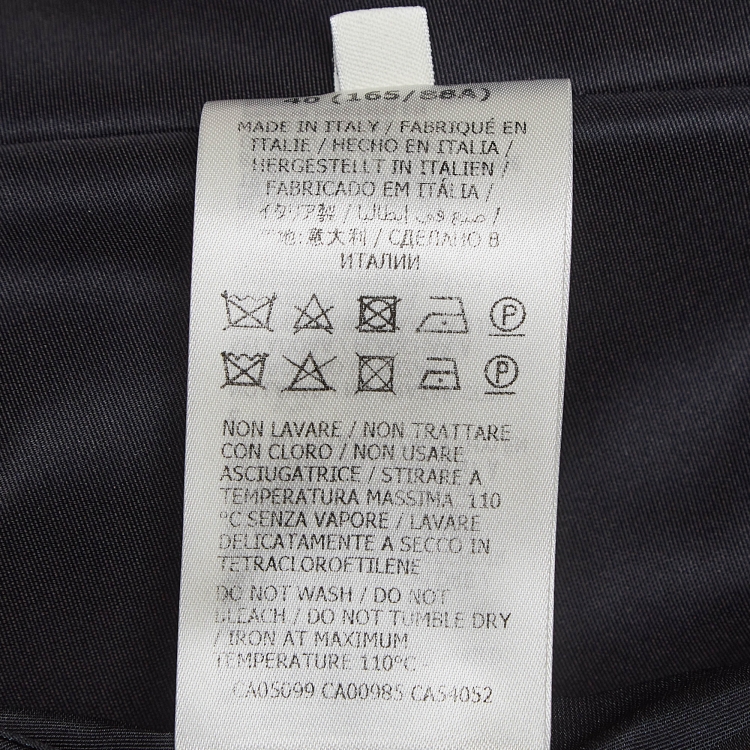 40 (165/88A)
MADE IN ITALY / FABRIQUÉ EN
ITALIE / HECHO EN ITALIA /
HERGESTELLT IN ITALIEN /
FABRICADO EM ITÁLIA /
イタリア製 / صنع في إيطاليا /
地: 意大利 / СДЕЛАНО В
ИТАЛИИ
P
P
NON LAVARE / NON TRATTARE
CON CLORO / NON USARE
ASCIUGATRICE / STIRARE A
TEMPERATURA MASSIMA 110
°C SENZA VAPORE / LAVARE
DELICATAMENTE A SECCO IN
TETRACLOROETILENE
DO NOT WASH / DO NOT
BLEACH / DO NOT TUMBLE DRY
/ IRON AT MAXIMUM
TEMPERATURE 110°C -
CA05099 CA00985 CA54052